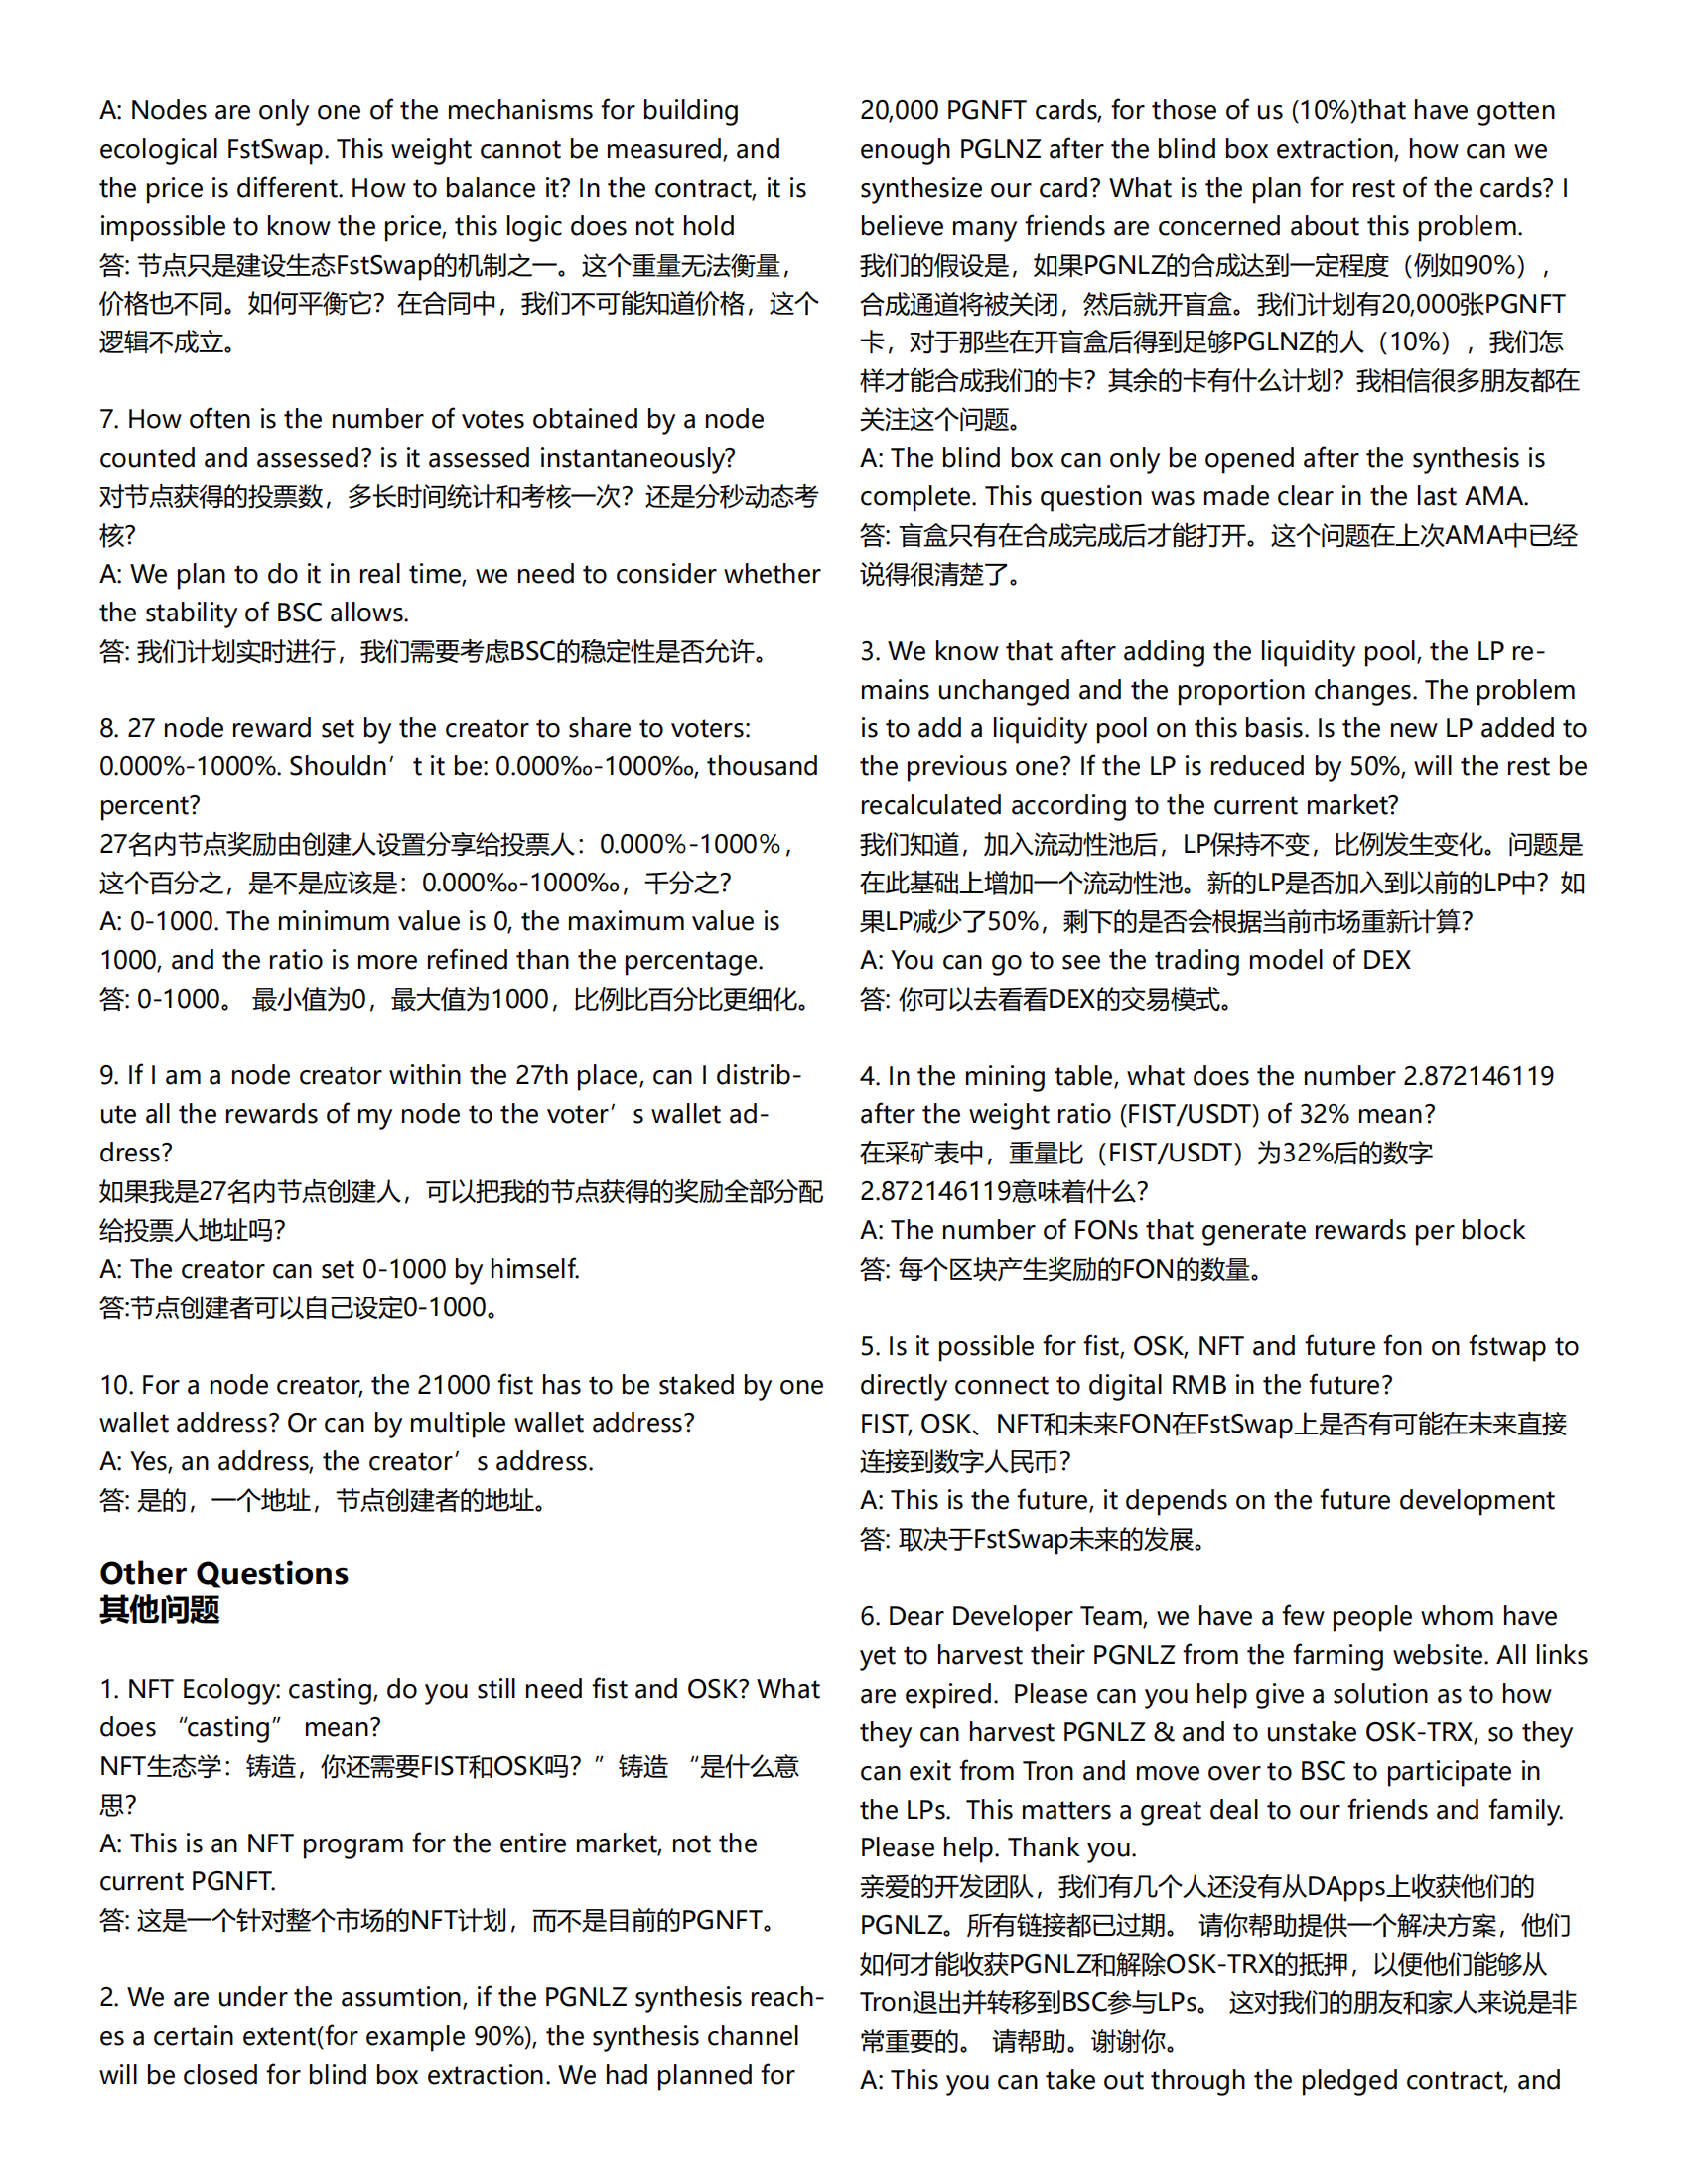 A: Nodes are only one of the mechanisms for building
ecological FstSwap. This weight cannot be measured, and
the price is different. How to balance it? In the contract, it is
impossible to know the price, this logic does not hold
答: 节点只是建设生态FstSwap的机制之一。这个重量无法衡量，
价格也不同。如何平衡它？在合同中，我们不可能知道价格，这个
逻辑不成立。
7. How often is the number of votes obtained by a node
counted and assessed? is it assessed instantaneously?
对节点获得的投票数，多长时间统计和考核一次？还是分秒动态考
核?
A: We plan to do it in real time, we need to consider whether
the stability of BSC allows.
答: 我们计划实时进行，我们需要考虑BSC的稳定性是否允许。
8. 27 node reward set by the creator to share to voters:
0.000%-1000%. Shouldn’t it be: 0.000‰-1000‰, thousand
percent?
27名内节点奖励由创建人设置分享给投票人：0.000%-1000%，
这个百分之，是不是应该是：0.000‰-1000‰，千分之？
A: 0-1000. The minimum value is 0, the maximum value is
1000, and the ratio is more refined than the percentage.
答: 0-1000。 最小值为0，最大值为1000，比例比百分比更细化。
9. If I am a node creator within the 27th place, can I distrib-
ute all the rewards of my node to the voter’s wallet ad-
dress?
如果我是27名内节点创建人，可以把我的节点获得的奖励全部分配
给投票人地址吗？
A: The creator can set 0-1000 by himself.
答:节点创建者可以自己设定0-1000。
10. For a node creator, the 21000 fist has to be staked by one
wallet address? Or can by multiple wallet address?
A: Yes, an address, the creator’s address.
答: 是的，一个地址，节点创建者的地址。
Other Questions
其他问题
1. NFT Ecology: casting, do you still need fist and OSK? What
does “casting” mean?
NFT生态学：铸造，你还需要FIST和OSK吗？”铸造 “是什么意
思？
A: This is an NFT program for the entire market, not the
current PGNFT.
答: 这是一个针对整个市场的NFT计划，而不是目前的PGNFT。
2. We are under the assumtion, if the PGNLZ synthesis reach-
es a certain extent(for example 90%), the synthesis channel
will be closed for blind box extraction. We had planned for
20,000 PGNFT cards, for those of us (10%)that have gotten
enough PGLNZ after the blind box extraction, how can we
synthesize our card? What is the plan for rest of the cards? I
believe many friends are concerned about this problem.
我们的假设是，如果PGNLZ的合成达到一定程度（例如90%），
合成通道将被关闭，然后就开盲盒。我们计划有20,000张PGNFT
卡，对于那些在开盲盒后得到足够PGLNZ的人（10%），我们怎
样才能合成我们的卡？其余的卡有什么计划？我相信很多朋友都在
关注这个问题。
A: The blind box can only be opened after the synthesis is
complete. This question was made clear in the last AMA.
答: 盲盒只有在合成完成后才能打开。这个问题在上次AMA中已经
说得很清楚了。
3. We know that after adding the liquidity pool, the LP re-
mains unchanged and the proportion changes. The problem
is to add a liquidity pool on this basis. Is the new LP added to
the previous one? If the LP is reduced by 50%, will the rest be
recalculated according to the current market?
我们知道，加入流动性池后，LP保持不变，比例发生变化。问题是
在此基础上增加一个流动性池。新的LP是否加入到以前的LP中？如
果LP减少了50%，剩下的是否会根据当前市场重新计算？
A: You can go to see the trading model of DEX
答: 你可以去看看DEX的交易模式。
4. In the mining table, what does the number 2.872146119
after the weight ratio (FIST/USDT) of 32% mean?
在采矿表中，重量比（FIST/USDT）为32%后的数字
2.872146119意味着什么？
A: The number of FONs that generate rewards per block
答: 每个区块产生奖励的FON的数量。
5. Is it possible for fist, OSK, NFT and future fon on fstwap to
directly connect to digital RMB in the future?
FIST, OSK、NFT和未来FON在FstSwap上是否有可能在未来直接
连接到数字人民币？
A: This is the future, it depends on the future development
答: 取决于FstSwap未来的发展。
6. Dear Developer Team, we have a few people whom have
yet to harvest their PGNLZ from the farming website. All links
are expired.  Please can you help give a solution as to how
they can harvest PGNLZ & and to unstake OSK-TRX, so they
can exit from Tron and move over to BSC to participate in
the LPs.  This matters a great deal to our friends and family.
Please help. Thank you.
亲爱的开发团队，我们有几个人还没有从DApps上收获他们的
PGNLZ。所有链接都已过期。 请你帮助提供一个解决方案，他们
如何才能收获PGNLZ和解除OSK-TRX的抵押，以便他们能够从
Tron退出并转移到BSC参与LPs。 这对我们的朋友和家人来说是非
常重要的。 请帮助。谢谢你。
A: This you can take out through the pledged contract, and